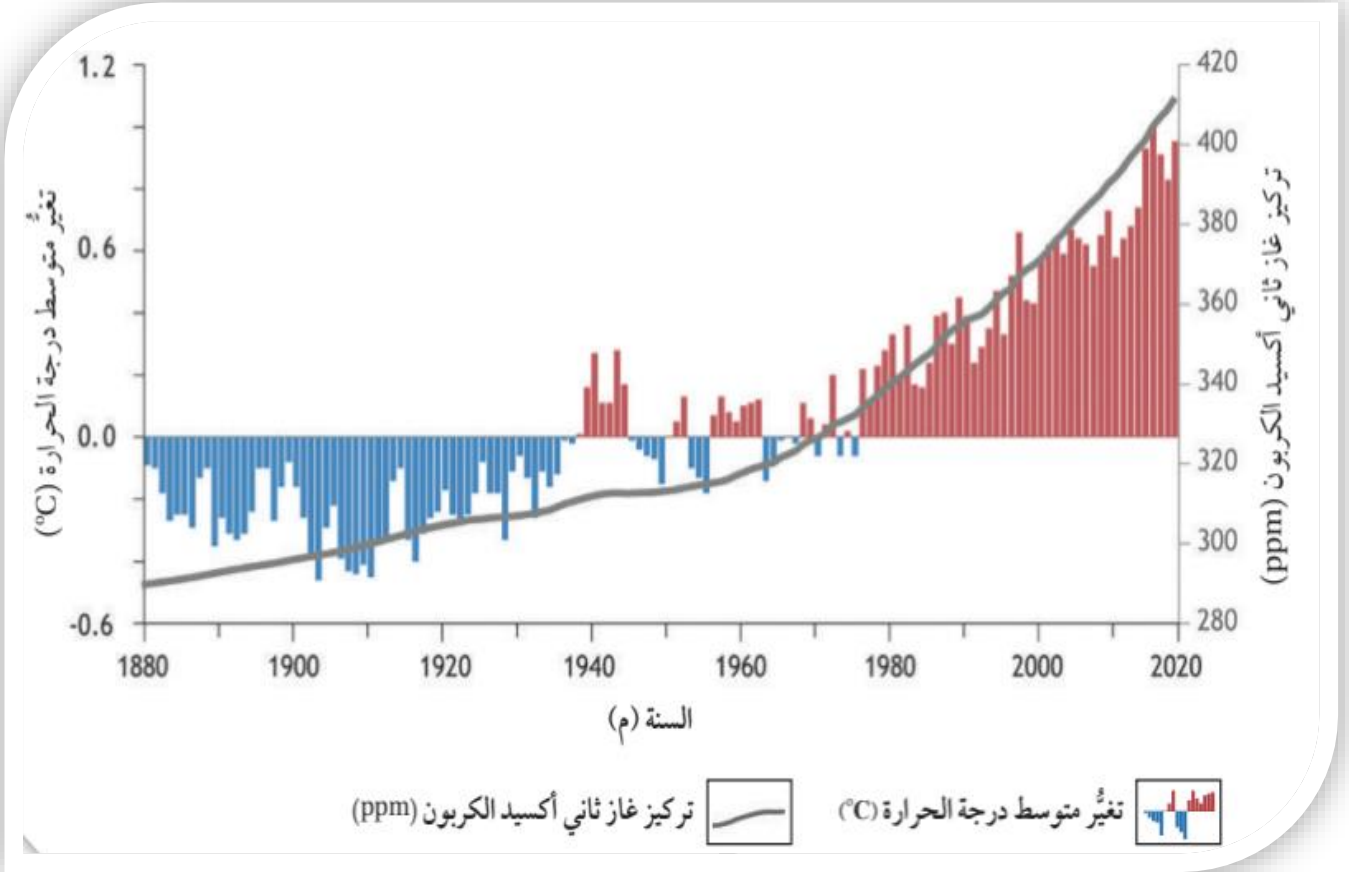 1.2
0.6
0.0
-0.6
تغيُّر متوسط درجة الحرارة (°C)
420
400
380
360
340
320
300
280
تركيز غاز ثاني أكسيد الكربون (ppm)
1880 1900 1920 1940 1960 1980 2000 2020
السنة (م)
تغيُّر متوسط درجة الحرارة (°C)
تركيز غاز ثاني أكسيد الكربون (ppm)